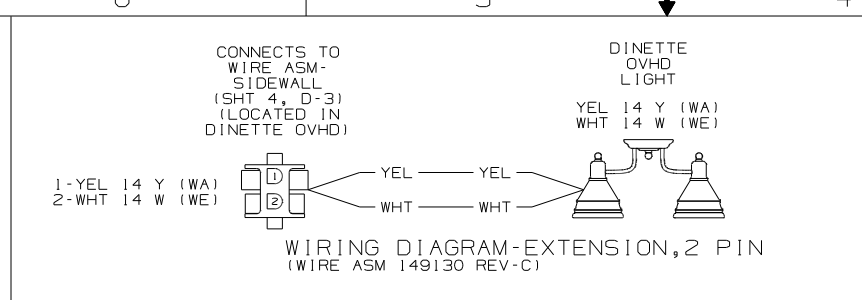 CONNECTS TO
WIRE ASM-
SIDEWALL
(SHT 4, D-3)
(LOCATED IN
DINETTE OVHD)
DINETTE
OVHD
LIGHT
YEL 14 Y (WA)
WHT 14 W (WE)
1-YEL 14 Y (WA)
2-WHT 14 W (WE)
1
2
YEL YEL
WHT WHT
WIRING DIAGRAM-EXTENSION,2 PIN
(WIRE ASM 149130 REV-C)